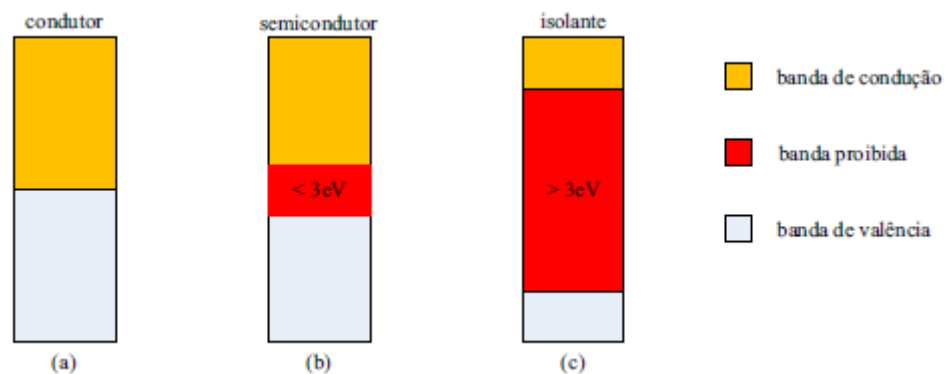 condutor
semicondutor
isolante
banda de condução
banda proibida
< 3eV
> 3eV
banda de valência
(a)
(b)
(c)